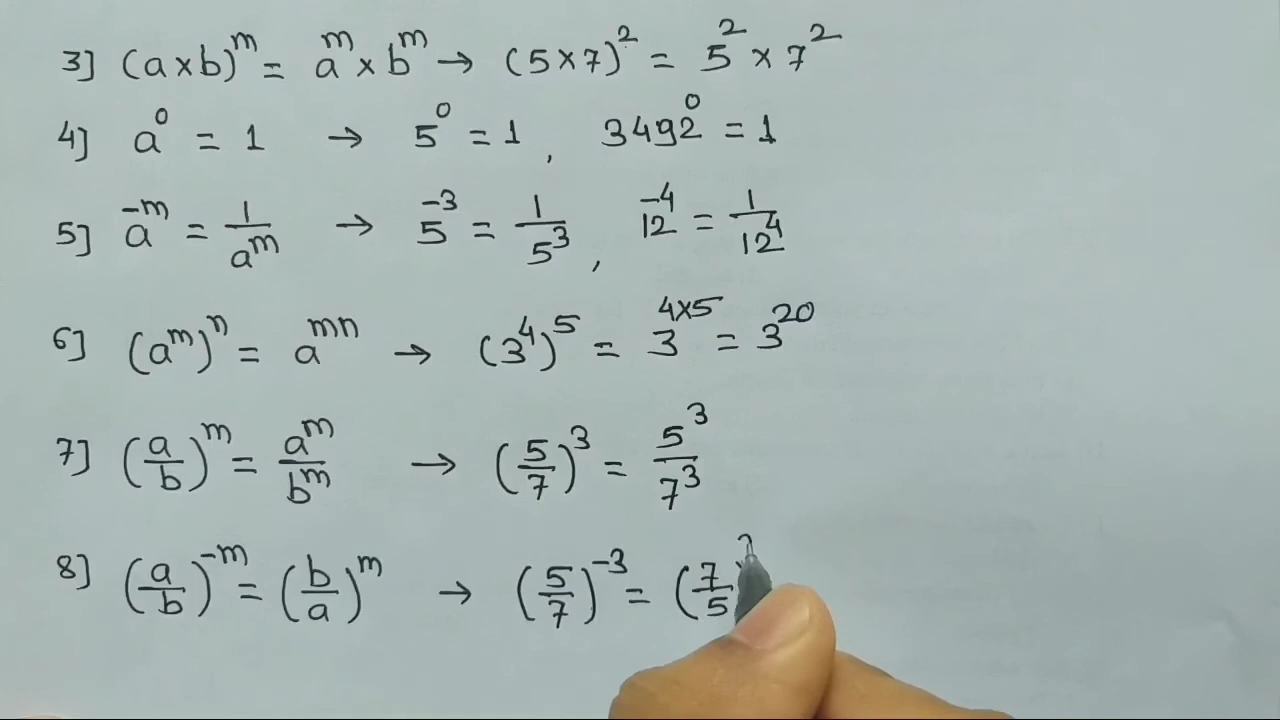 3] (a×b)^m = a^m × b^m → (5×7)^2 = 5^2 × 7^2
4] a^0 = 1 → 5^0 = 1 , 3492^0 = 1
5] a^-m = 1/a^m → 5^-3 = 1/5^3 , 12^-4 = 1/12^4
6] (a^m)^n = a^mn → (3^4)^5 = 3^4×5 = 3^20
7] (a/b)^m = a^m/b^m → (5/7)^3 = 5^3/7^3
8] (a/b)^-m = (b/a)^m → (5/7)^-3 = (7/5